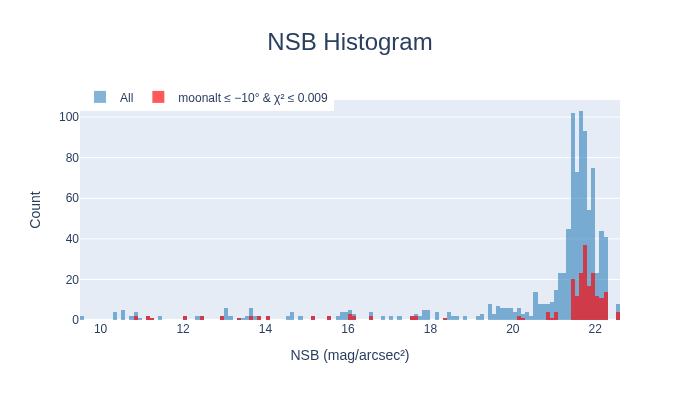 NSB Histogram
All
moonalt ≤ −10° & χ² ≤ 0.009
100
80
60
40
20
0
Count
10 12 14 16 18 20 22
NSB (mag/arcsec²)